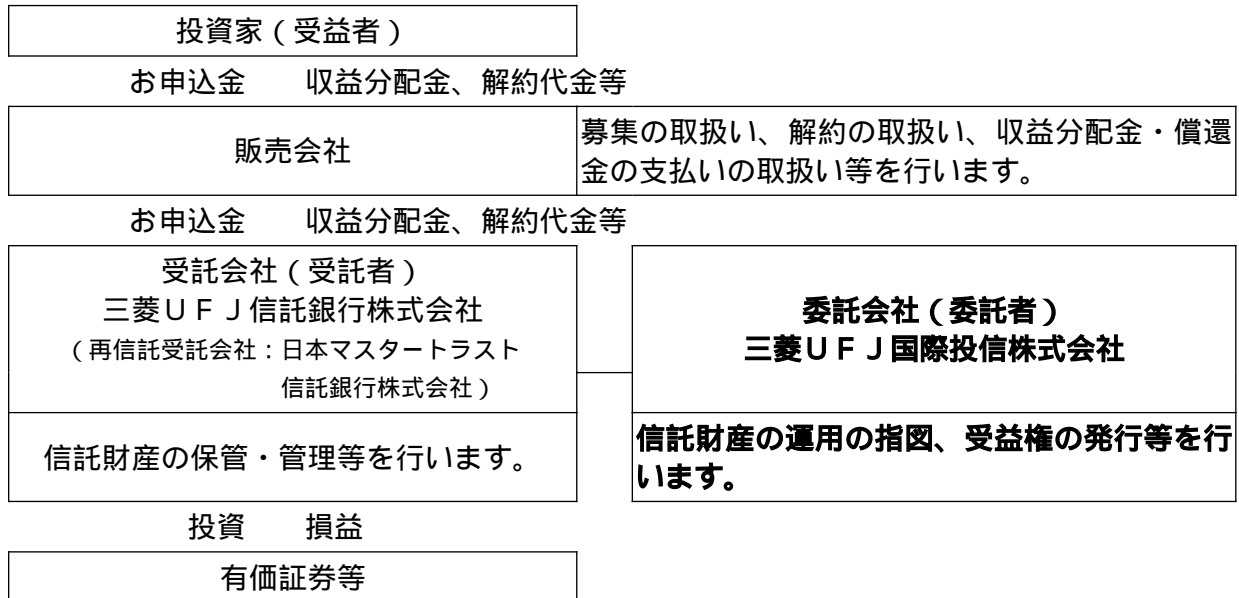 投資家(受益者)
お申込金　　収益分配金、解約代金等
販売会社
募集の取扱い、解約の取扱い、収益分配金・償還
金の支払いの取扱い等を行います。
お申込金　　収益分配金、解約代金等
受託会社(受託者)
三菱UFJ信託銀行株式会社
(再信託受託会社:日本マスタートラスト
信託銀行株式会社)
委託会社(委託者)
三菱UFJ国際投信株式会社
信託財産の保管・管理等を行います。
信託財産の運用の指図、受益権の発行等を行
います。
投資　　損益
有価証券等